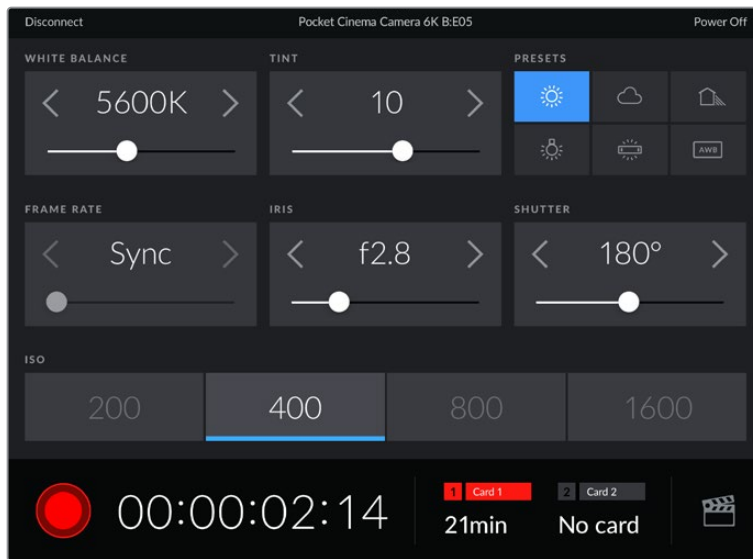 Disconnect
Pocket Cinema Camera 6K B:E05
Power Off
WHITE BALANCE
TINT
PRESETS
5600K
10
AWB
FRAME RATE
IRIS
SHUTTER
Sync
f2.8
180°
ISO
200
400
800
1600
00:00:02:14
1 Card 1
2 Card 2
21min
No card